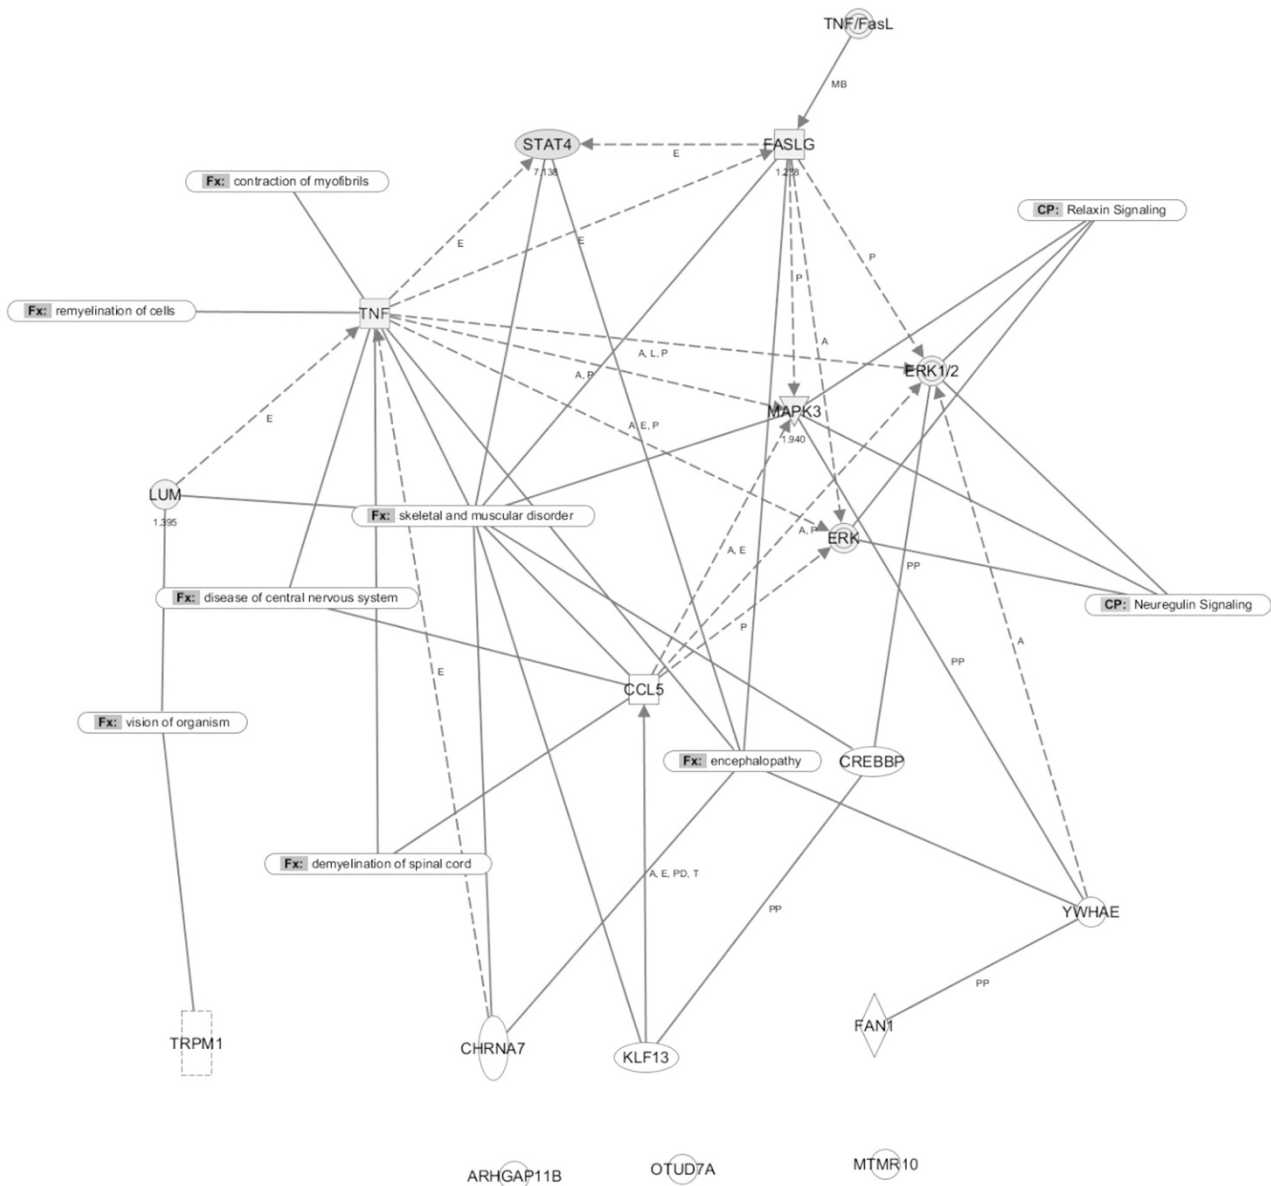 TNF/FasL
MB
STAT4
FASLG
E
7.138
1.238
Fx: contraction of myofibrils
CP: Relaxin Signaling
E
E
P
P
Fx: remyelination of cells
TNF
A, L, P
A
A, P
ERK1/2
MAPK3
E
A, E, P
1.940
LUM
1.395
Fx: skeletal and muscular disorder
A, P
ERK
A, E
PP
Fx: disease of central nervous system
CP: Neuregulin Signaling
P
A
PP
E
CCL5
Fx: vision of organism
Fx: encephalopathy
CREBBP
Fx: demyelination of spinal cord
A, E, PD, T
PP
YWHAE
PP
TRPM1
CHRNA7
KLF13
FAN1
ARHGAP11B
OTUD7A
MTMR10